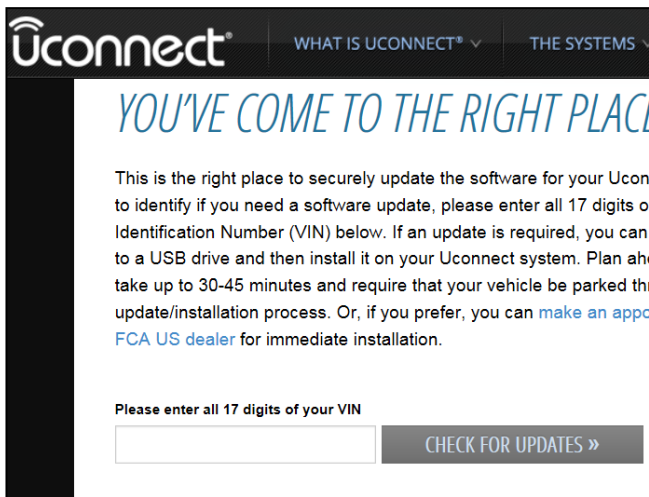 Uconnect®
WHAT IS UCONNECT®
THE SYSTEMS
YOU'VE COME TO THE RIGHT PLACE
This is the right place to securely update the software for your Ucon
to identify if you need a software update, please enter all 17 digits o
Identification Number (VIN) below. If an update is required, you can
to a USB drive and then install it on your Uconnect system. Plan ahe
take up to 30-45 minutes and require that your vehicle be parked thr
update/installation process. Or, if you prefer, you can make an appo
FCA US dealer for immediate installation.
Please enter all 17 digits of your VIN
CHECK FOR UPDATES »